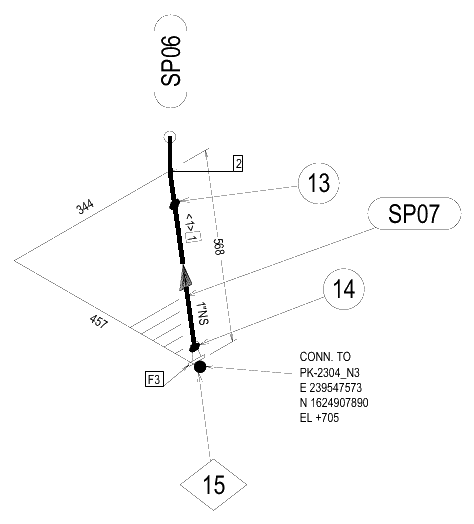 SP06
2
13
344
<1> 1
568
SP07
14
457
1"NS
CONN. TO
PK-2304_N3
E 239547573
N 1624907890
EL +705
F3
15